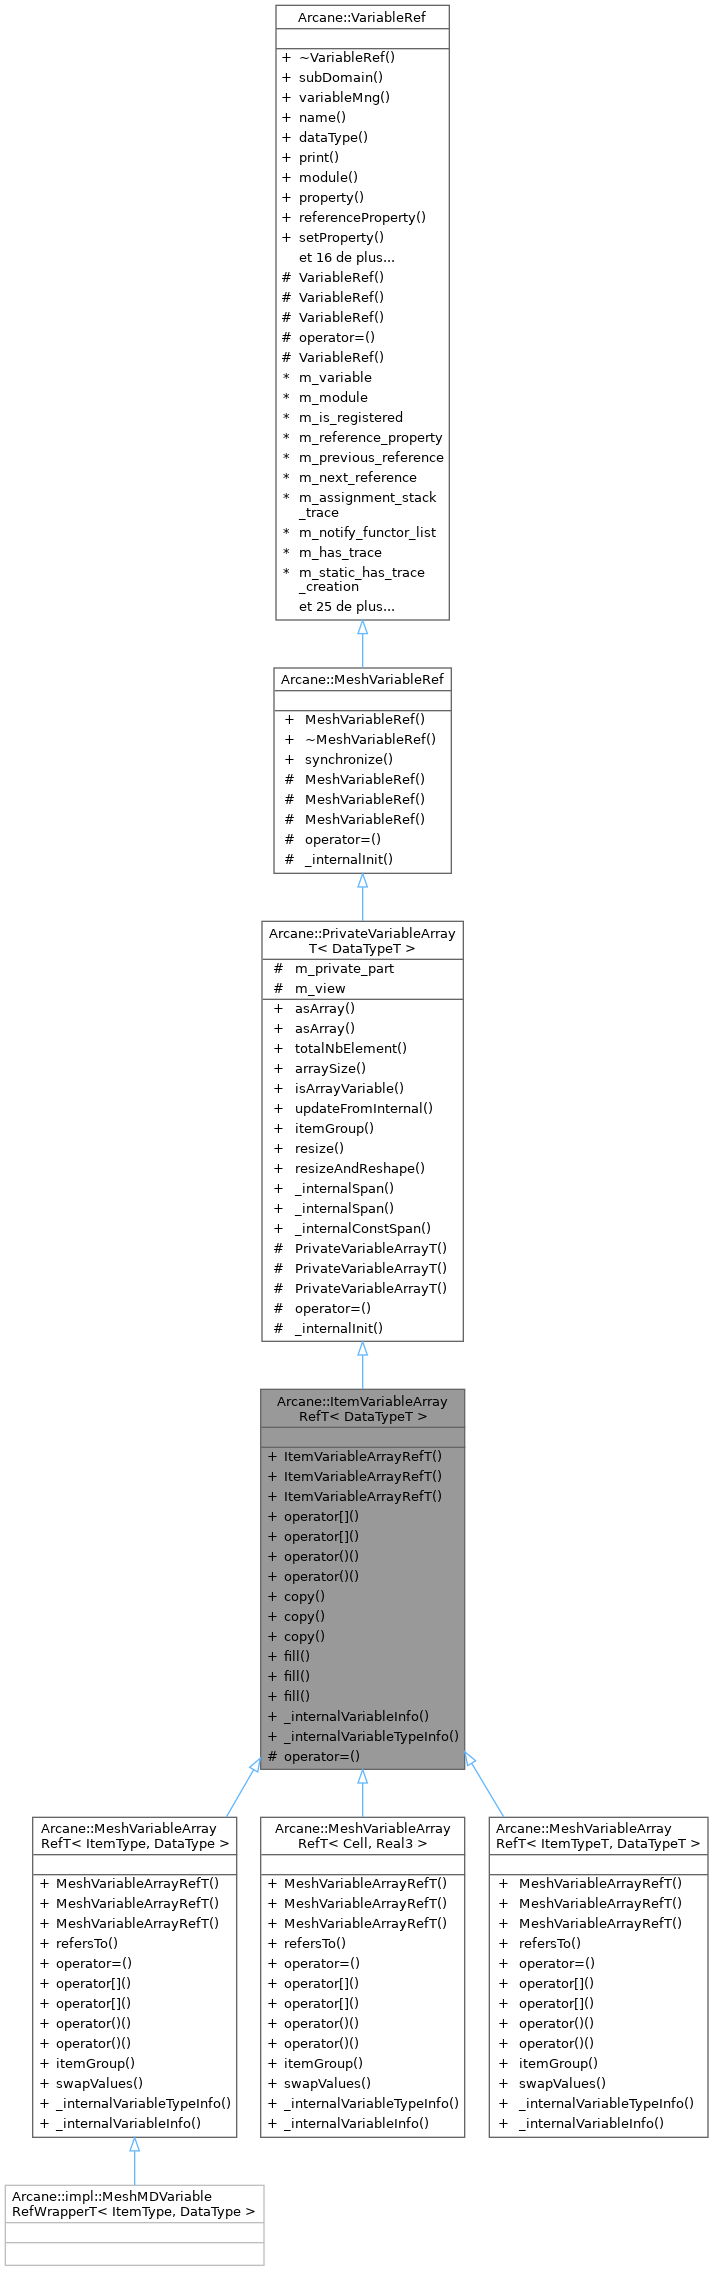 Arcane::VariableRef
+ ~VariableRef()
+ subDomain()
+ variableMng()
+ name()
+ dataType()
+ print()
+ module()
+ property()
+ referenceProperty()
+ setProperty()
et 16 de plus...
# VariableRef()
# VariableRef()
# VariableRef()
# operator=()
# VariableRef()
* m_variable
* m_module
* m_is_registered
* m_reference_property
* m_previous_reference
* m_next_reference
* m_assignment_stack
_trace
* m_notify_functor_list
* m_has_trace
* m_static_has_trace
_creation
et 25 de plus...
Arcane::MeshVariableRef
+ MeshVariableRef()
+ ~MeshVariableRef()
+ synchronize()
# MeshVariableRef()
# MeshVariableRef()
# MeshVariableRef()
# operator=()
# _internalInit()
Arcane::PrivateVariableArray
T< DataTypeT >
# m_private_part
# m_view
+ asArray()
+ asArray()
+ totalNbElement()
+ arraySize()
+ isArrayVariable()
+ updateFromInternal()
+ itemGroup()
+ resize()
+ resizeAndReshape()
+ _internalSpan()
+ _internalSpan()
+ _internalConstSpan()
# PrivateVariableArrayT()
# PrivateVariableArrayT()
# PrivateVariableArrayT()
# operator=()
# _internalInit()
Arcane::ItemVariableArray
RefT< DataTypeT >
+ ItemVariableArrayRefT()
+ ItemVariableArrayRefT()
+ ItemVariableArrayRefT()
+ operator[]()
+ operator[]()
+ operator()()
+ operator()()
+ copy()
+ copy()
+ copy()
+ fill()
+ fill()
+ fill()
+ _internalVariableInfo()
+ _internalVariableTypeInfo()
# operator=()
Arcane::MeshVariableArray
RefT< ItemType, DataType >
+ MeshVariableArrayRefT()
+ MeshVariableArrayRefT()
+ MeshVariableArrayRefT()
+ refersTo()
+ operator=()
+ operator[]()
+ operator[]()
+ operator()()
+ operator()()
+ itemGroup()
+ swapValues()
+ _internalVariableTypeInfo()
+ _internalVariableInfo()
Arcane::MeshVariableArray
RefT< Cell, Real3 >
+ MeshVariableArrayRefT()
+ MeshVariableArrayRefT()
+ MeshVariableArrayRefT()
+ refersTo()
+ operator=()
+ operator[]()
+ operator[]()
+ operator()()
+ operator()()
+ itemGroup()
+ swapValues()
+ _internalVariableTypeInfo()
+ _internalVariableInfo()
Arcane::MeshVariableArray
RefT< ItemTypeT, DataTypeT >
+ MeshVariableArrayRefT()
+ MeshVariableArrayRefT()
+ MeshVariableArrayRefT()
+ refersTo()
+ operator=()
+ operator[]()
+ operator[]()
+ operator()()
+ operator()()
+ itemGroup()
+ swapValues()
+ _internalVariableTypeInfo()
+ _internalVariableInfo()
Arcane::impl::MeshMDVariable
RefWrapperT< ItemType, DataType >